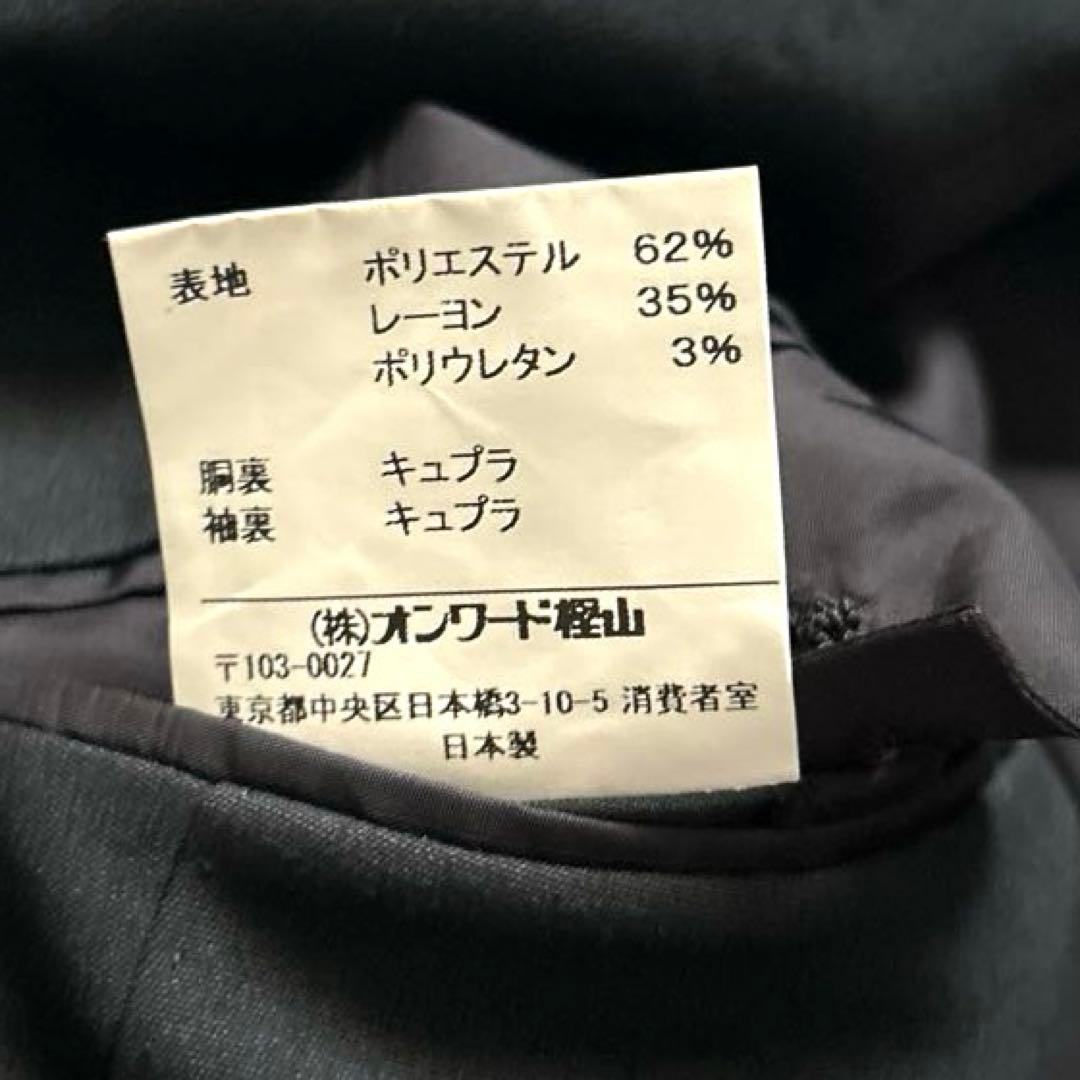 表地 ポリエステル 62%
レーヨン 35%
ポリウレタン 3%
胴裏 キュプラ
袖裏 キュプラ
(株)オンワード樫山
〒103-0027
東京都中央区日本橋3-10-5 消費者室
日本製